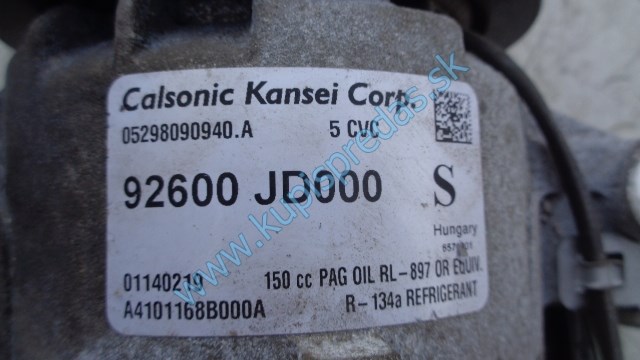 Calsonic Kansei Corp.
05298090940.A 5 CVC
92600 JD000 S
Hungary
01140219 150 cc PAG OIL RL-897 OR EQUIV.
A4101168B000A R-134a REFRIGERANT
www.kuplspredas.sk